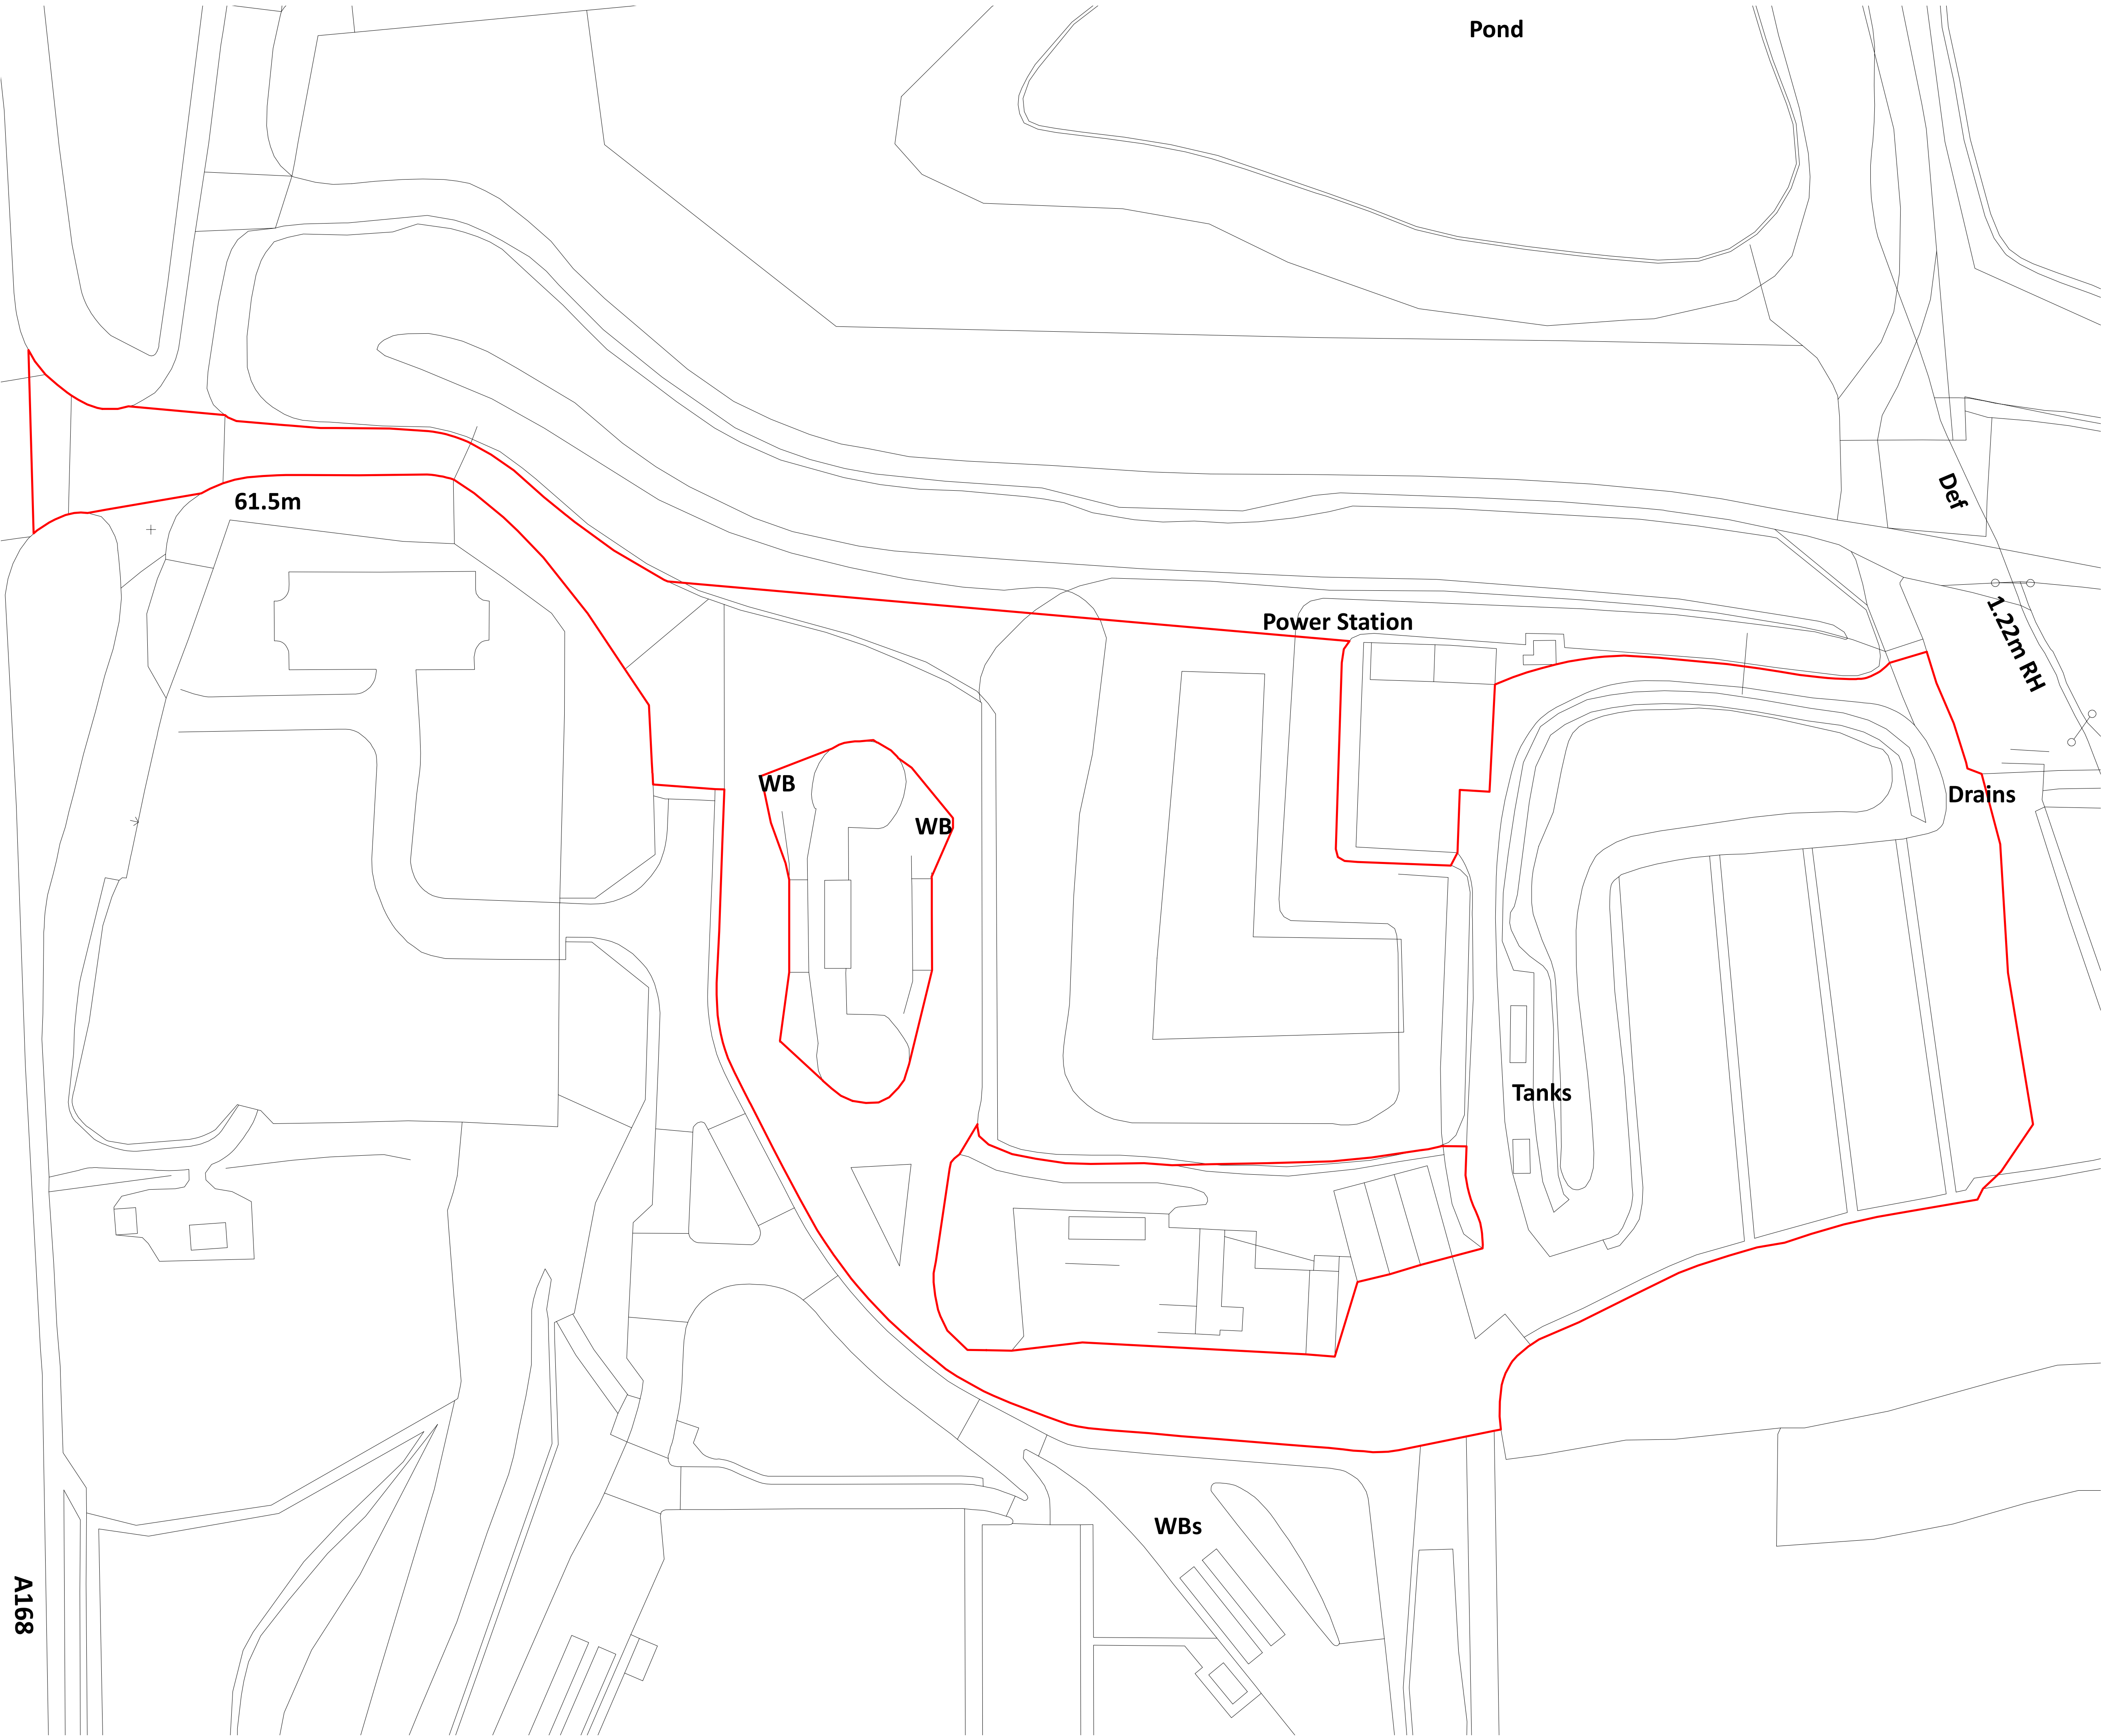 Pond
61.5m
Def
Power Station
1.22m RH
WB
WB
Drains
Tanks
WBs
A168